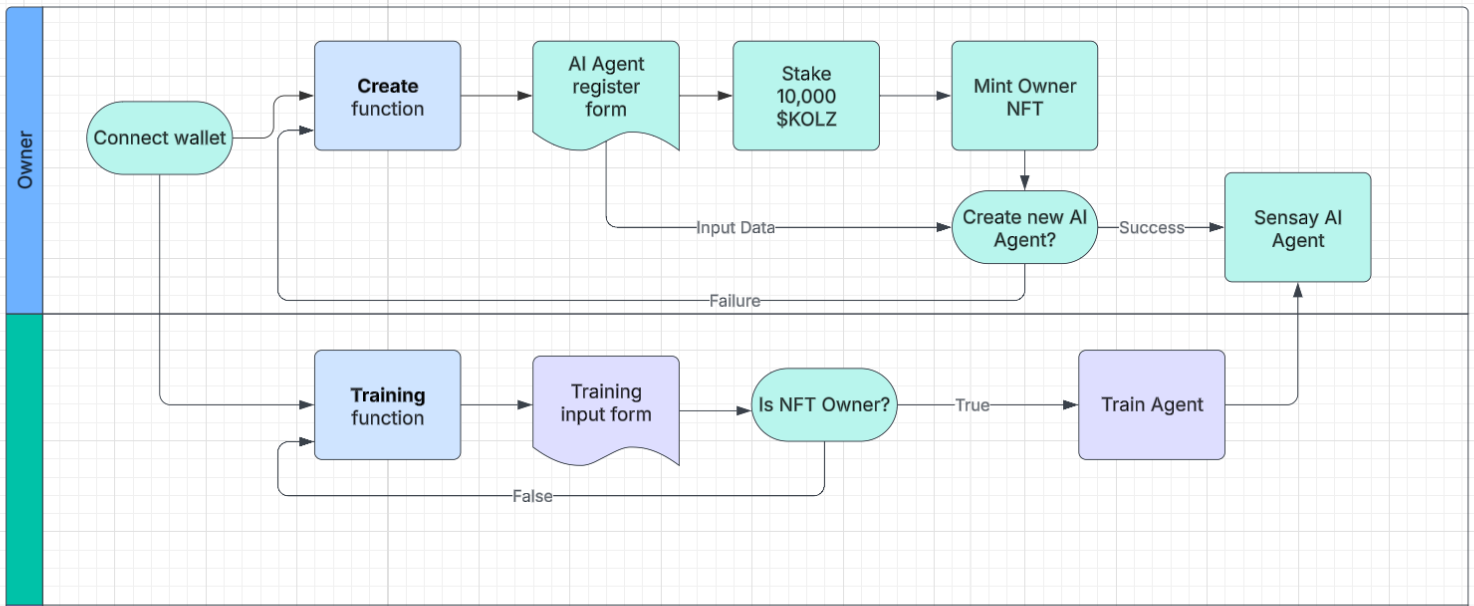 Owner
Connect wallet
Create
function
AI Agent
register
form
Stake
10,000
$KOLZ
Mint Owner
NFT
Create new AI
Agent?
Input Data
Success
Sensay AI
Agent
Failure
Training
function
Training
input form
Is NFT Owner?
True
Train Agent
False